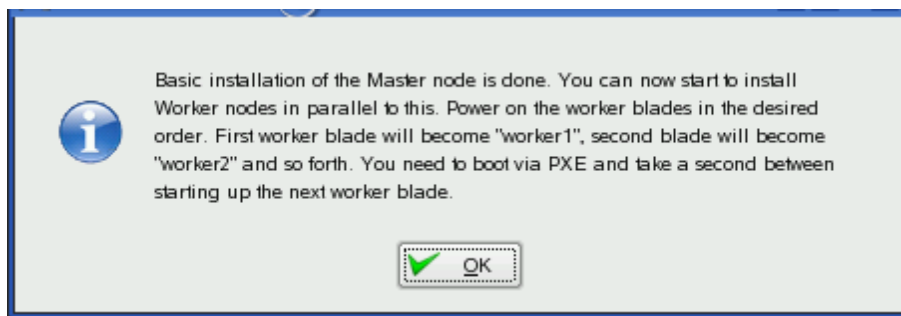 Basic installation of the Master node is done. You can now start to install
Worker nodes in parallel to this. Power on the worker blades in the desired
order. First worker blade will become "worker1", second blade will become
"worker2" and so forth. You need to boot via PXE and take a second between
starting up the next worker blade.
OK